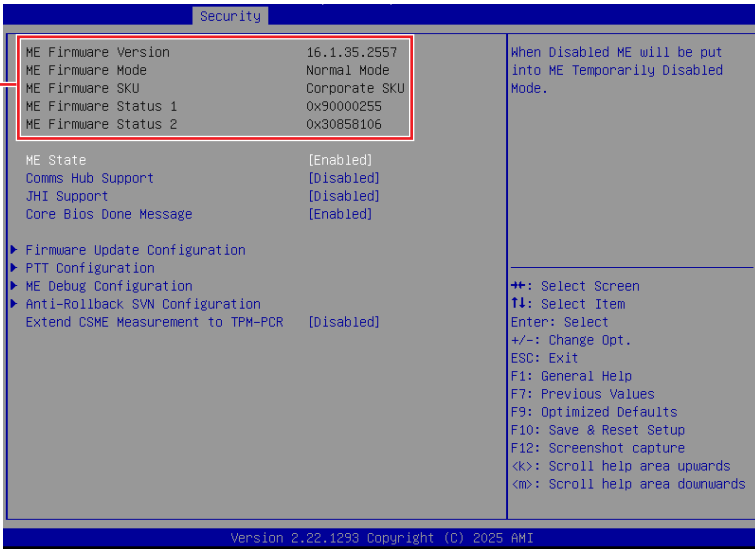 Security
ME Firmware Version 16.1.35.2557
ME Firmware Mode Normal Mode
ME Firmware SKU Corporate SKU
ME Firmware Status 1 0x90000255
ME Firmware Status 2 0x30858106
ME State [Enabled]
Comms Hub Support [Disabled]
JHI Support [Disabled]
Core Bios Done Message [Enabled]
Firmware Update Configuration
PTT Configuration
ME Debug Configuration
Anti-Rollback SVN Configuration
Extend CSME Measurement to TPM-PCR [Disabled]
When Disabled ME will be put
into ME Temporarily Disabled
Mode.
→←: Select Screen
↑↓: Select Item
Enter: Select
+/-: Change Opt.
ESC: Exit
F1: General Help
F7: Previous Values
F9: Optimized Defaults
F10: Save & Reset Setup
F12: Screenshot capture
<k>: Scroll help area upwards
<m>: Scroll help area downwards
Version 2.22.1293 Copyright (C) 2025 AMI